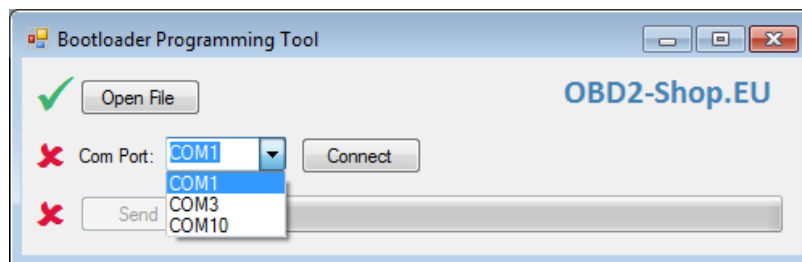 Bootloader Programming Tool
Open File
OBD2-Shop.EU
Com Port: COM1 Connect
COM1
Send COM3
COM10